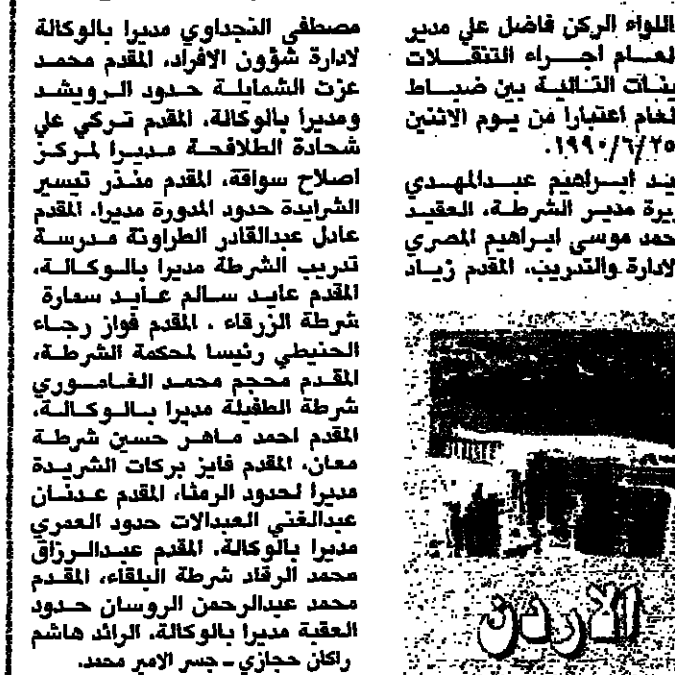 اللواء الركن فاضل علي مدير
لعام اجراء التنقلات
ينات التالية بين ضباط
لعام اعتبارا من يوم الاثنين
١٩٩٠/٦/٢٥.
يد ابراهيم عبدالمهدي
يرة مدير الشرطة، العقيد
حمد موسى ابراهيم المصري
لادارة والتدريب، المقدم زياد
الاردن
مصطفى النجداوي مديرا بالوكالة
لادارة شؤون الافراد، المقدم محمد
عزت الشمايلة حدود الرويشد
ومديرا بالوكالة، المقدم تركي علي
شحادة الطلافحة مديرا لمركز
اصلاح سواقة، المقدم منذر تيسير
الشرايدة حدود المدورة مديرا، المقدم
عادل عبدالقادر الطراونة مدرسة
تدريب الشرطة مديرا بالوكالة،
المقدم عايد سالم عايد سمارة
شرطة الزرقاء . المقدم فواز رجاء
الحنيطي رئيسا لمحكمة الشرطة،
المقدم محجم محمد الغاموري
شرطة الطفيلة مديرا بالوكالة،
المقدم احمد ماهر حسين شرطة
معان، المقدم فايز بركات الشريدة
مديرا لحدود الرمثا، المقدم عدنان
عبدالغني العبدالات حدود العمري
مديرا بالوكالة، المقدم عبدالرزاق
محمد الرفاد شرطة البلقاء، المقدم
محمد عبدالرحمن الروسان حدود
العقبة مديرا بالوكالة، الرائد هاشم
راكان حجازي - جسر الامير محمد.